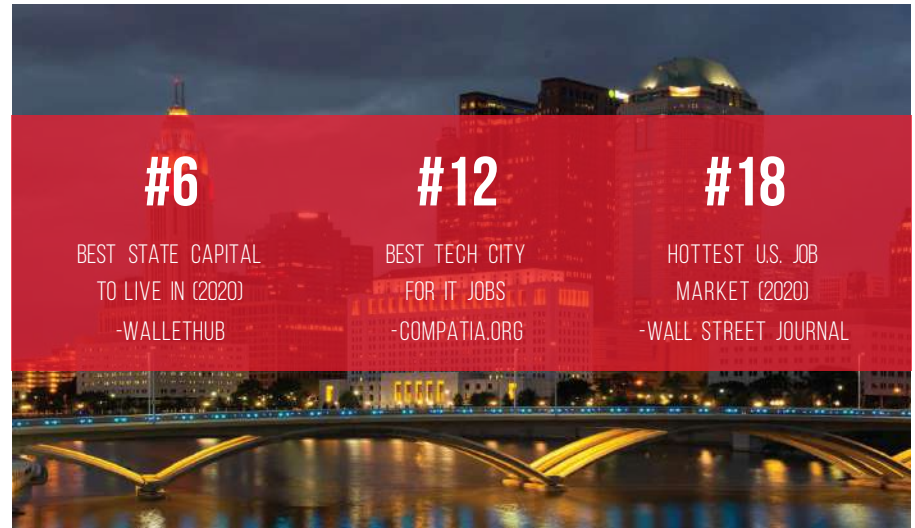 #6
BEST STATE CAPITAL
TO LIVE IN (2020)
-WALLETHUB
#12
BEST TECH CITY
FOR IT JOBS
-COMPATIA.ORG
#18
HOTTEST U.S. JOB
MARKET (2020)
-WALL STREET JOURNAL